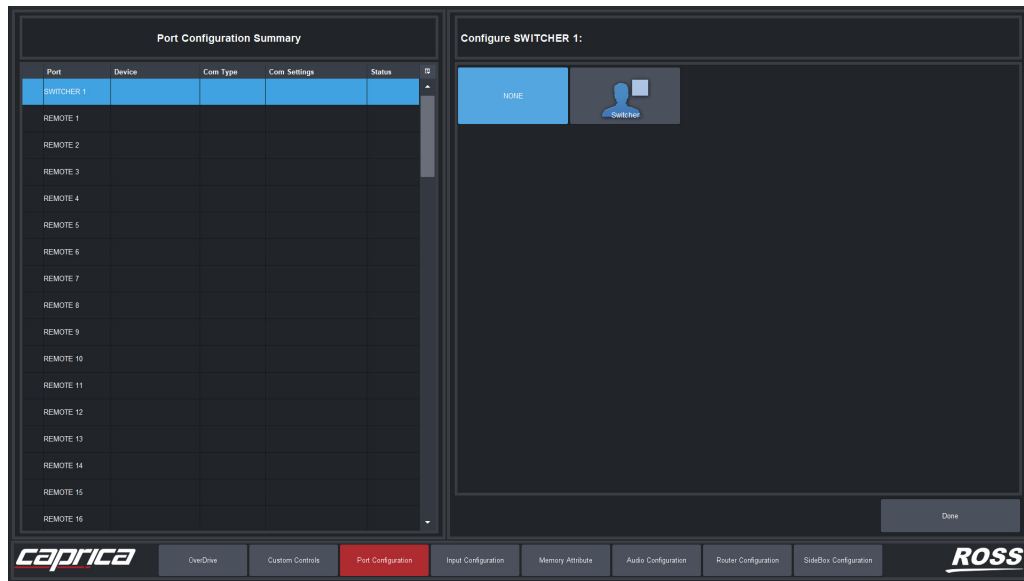 Port Configuration Summary
Configure SWITCHER 1:
Port Device Com Type Com Settings Status
SWITCHER 1
REMOTE 1
REMOTE 2
REMOTE 3
REMOTE 4
REMOTE 5
REMOTE 6
REMOTE 7
REMOTE 8
REMOTE 9
REMOTE 10
REMOTE 11
REMOTE 12
REMOTE 13
REMOTE 14
REMOTE 15
REMOTE 16
NONE
Switcher
Done
caprica OverDrive Custom Controls Port Configuration Input Configuration Memory Attribute Audio Configuration Router Configuration SideBox Configuration ROSS